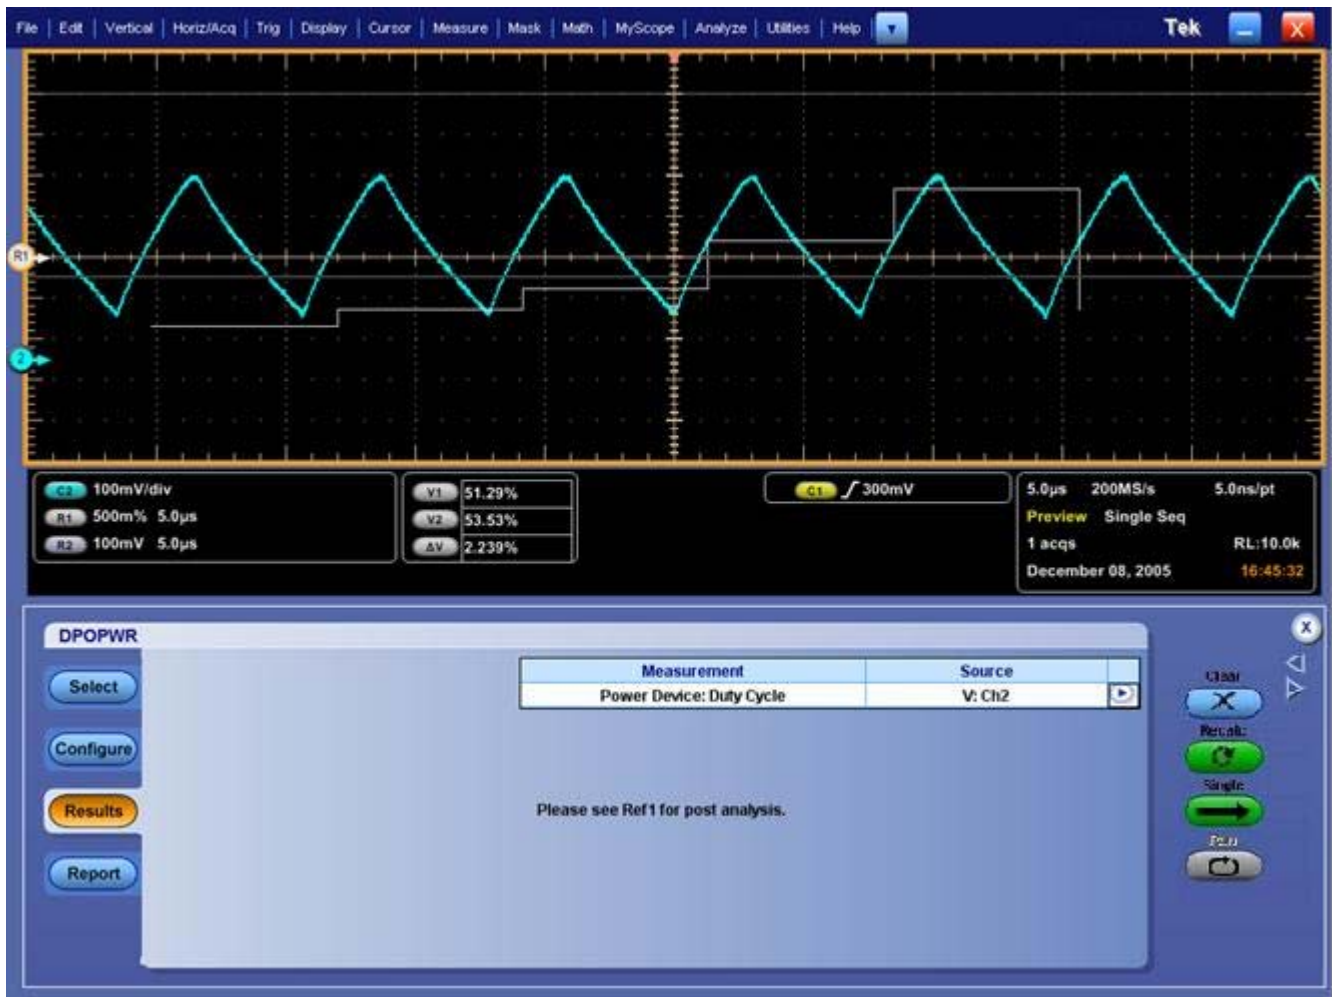 File | Edit | Vertical | Horiz/Acq | Trig | Display | Cursor | Measure | Mask | Math | MyScope | Analyze | Utilities | Help
Tek
X
R1
2
C2 100mV/div
R1 500m% 5.0µs
R2 100mV 5.0µs
V1 51.29%
V2 53.53%
ΔV 2.239%
C1 300mV
5.0µs 200MS/s 5.0ns/pt
Preview Single Seq
1 acqs RL:10.0k
December 08, 2005 16:45:32
DPOPWR
X
Select
Configure
Results
Report
Measurement Source
Power Device: Duty Cycle V: Ch2
Please see Ref1 for post analysis.
Clear
Recalc
Single
Run